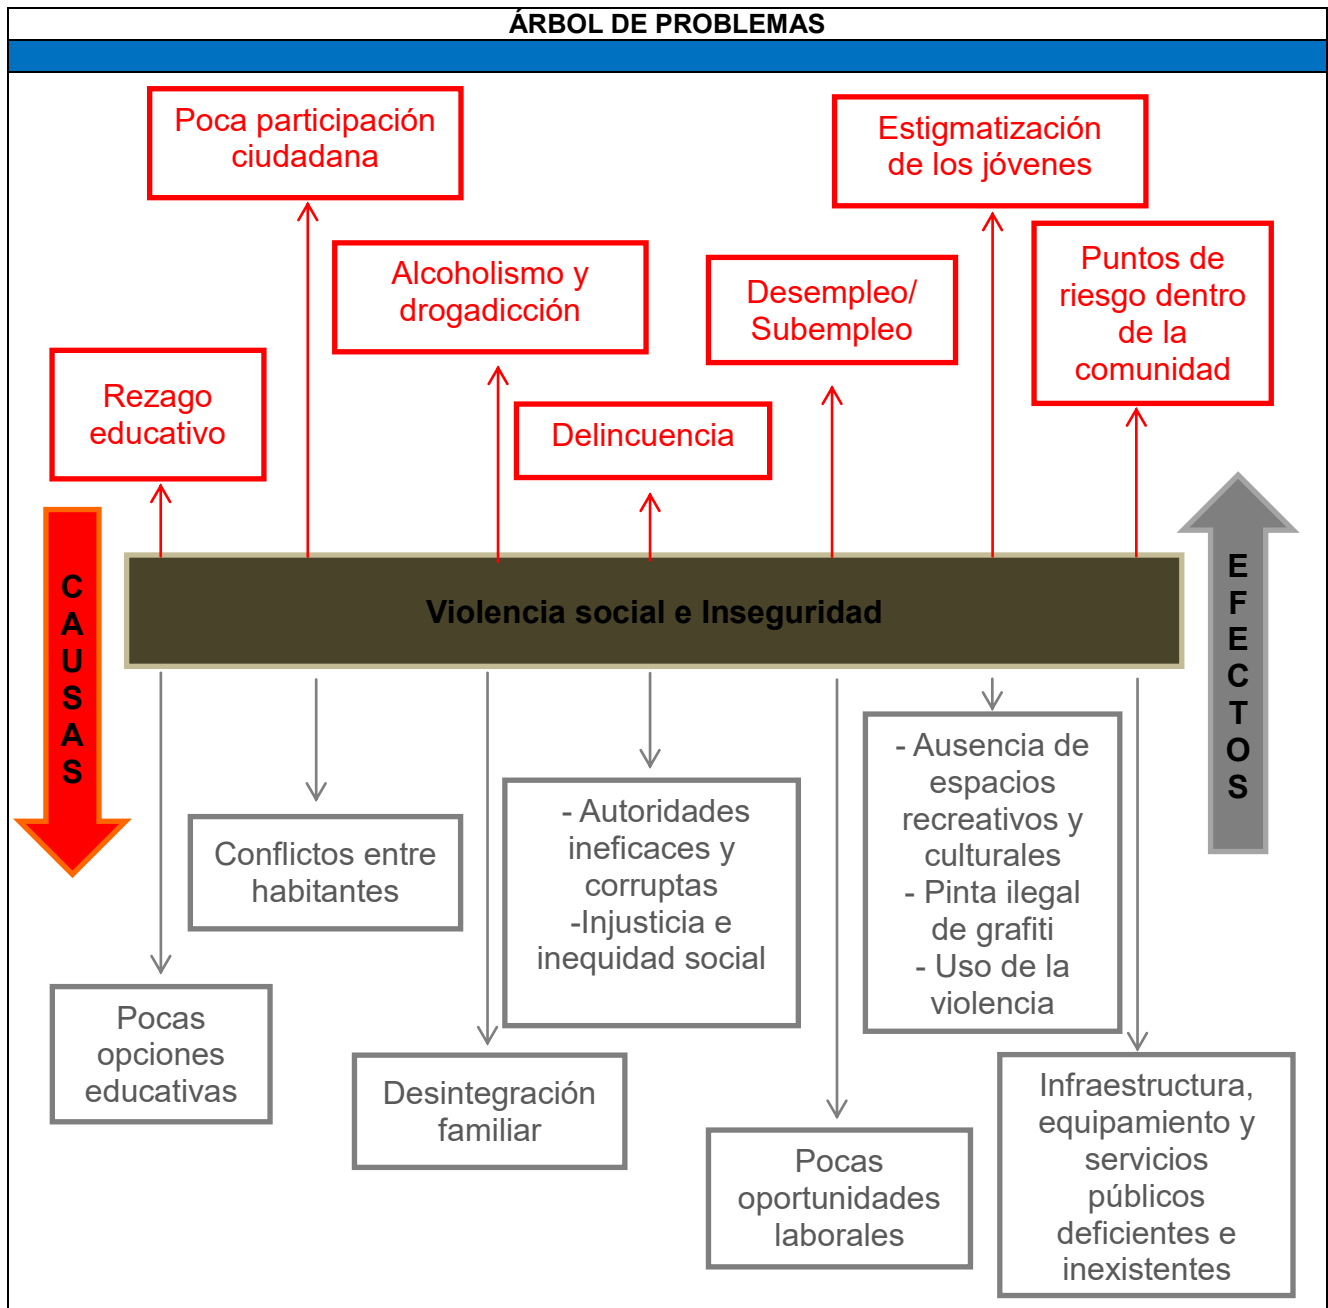 ÁRBOL DE PROBLEMAS
Poca participación
ciudadana
Estigmatización
de los jóvenes
Alcoholismo y
drogadicción
Desempleo/
Subempleo
Puntos de
riesgo dentro
de la
comunidad
Rezago
educativo
Delincuencia
CAUSAS
Violencia social e Inseguridad
EFECTOS
Conflictos entre
habitantes
- Autoridades
ineficaces y
corruptas
-Injusticia e
inequidad social
- Ausencia de
espacios
recreativos y
culturales
- Pinta ilegal
de grafiti
- Uso de la
violencia
Pocas
opciones
educativas
Desintegración
familiar
Pocas
oportunidades
laborales
Infraestructura,
equipamiento y
servicios
públicos
deficientes e
inexistentes